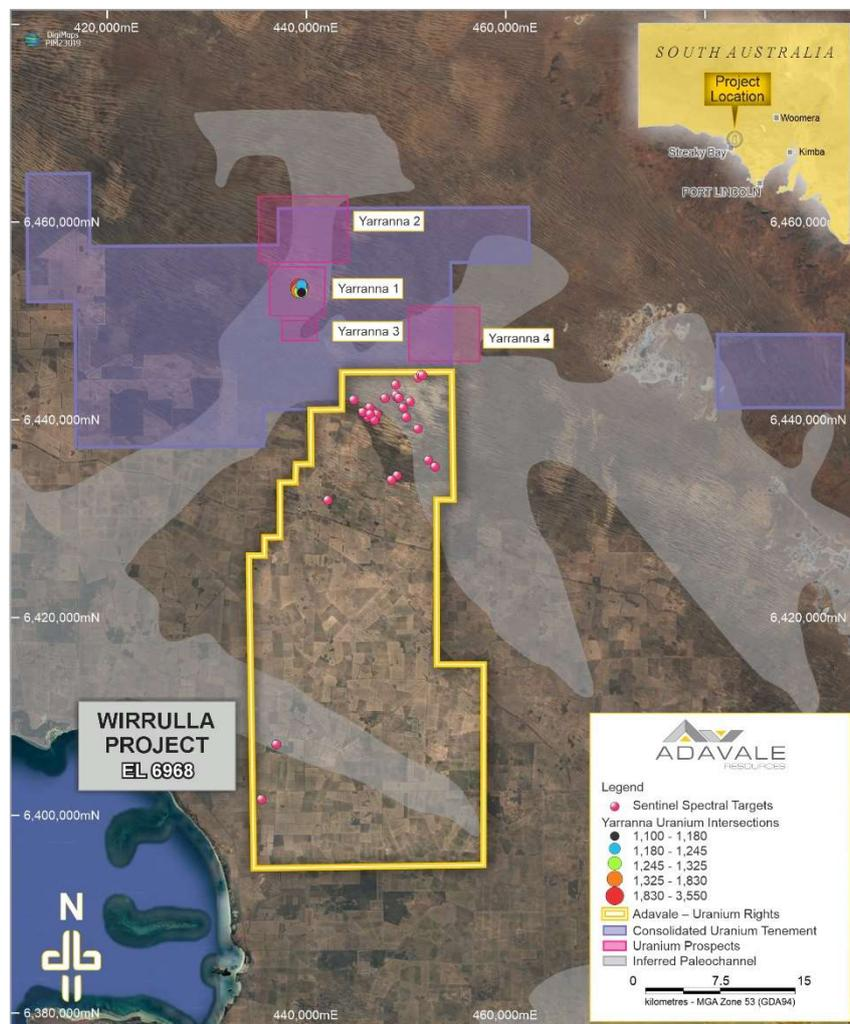 420,000mE
440,000mE
460,000mE
DigiMaps
PIM23019
SOUTH AUSTRALIA
Project
Location
Woomera
Streaky Bay
Kimba
PORT LINCOLN
6,460,000mN
6,460,000mN
Yarranna 2
Yarranna 1
Yarranna 3
Yarranna 4
6,440,000mN
6,440,000mN
6,420,000mN
6,420,000mN
WIRRULLA
PROJECT
EL 6968
6,400,000mN
N
6,380,000mN
440,000mE
460,000mE
ADAVALE
RESOURCES
Legend
Sentinel Spectral Targets
Yarranna Uranium Intersections
1,100 - 1,180
1,180 - 1,245
1,245 - 1,325
1,325 - 1,830
1,830 - 3,550
Adavale – Uranium Rights
Consolidated Uranium Tenement
Uranium Prospects
Inferred Paleochannel
0 7.5 15
kilometres - MGA Zone 53 (GDA94)